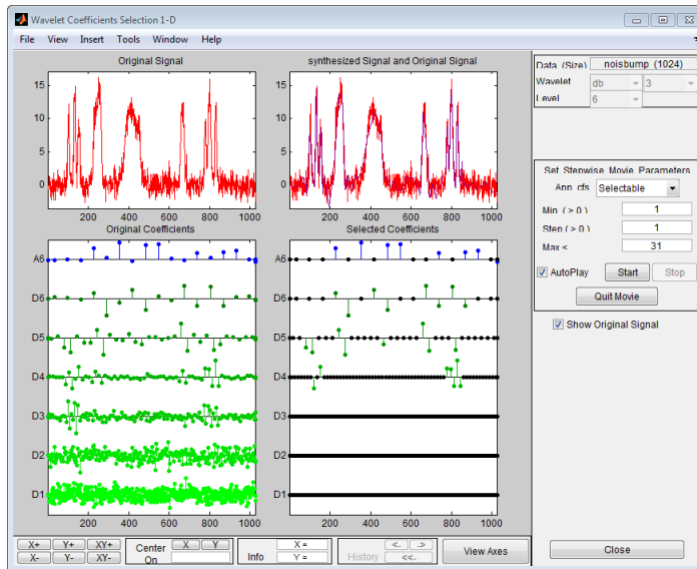 Wavelet Coefficients Selection 1-D
File View Insert Tools Window Help
Original Signal
15
10
5
0
200 400 600 800 1000
synthesized Signal and Original Signal
15
10
5
0
200 400 600 800 1000
Original Coefficients
A6
D6
D5
D4
D3
D2
D1
200 400 600 800 1000
Selected Coefficients
A6
D6
D5
D4
D3
D2
D1
200 400 600 800 1000
Data (Size) noisbump (1024)
Wavelet db 3
Level 6
Set Stepwise Movie Parameters
App. cfs Selectable
Min (> 0) 1
Step (> 0) 1
Max < 31
AutoPlay Start Stop
Quit Movie
Show Original Signal
X+ Y+ XY+
X- Y- XY-
Center On X Y
Info X = Y =
History <- -> <<-
View Axes
Close